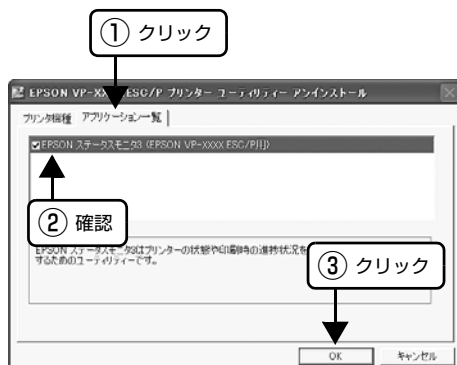 ① クリック
EPSON VP-XX ESC/P プリンター ユーティリティー アンインストール
プリンタ機種 アプリケーション一覧
EPSON ステータスモニタ3 (EPSON VP-XXXX ESC/P用)
② 確認
EPSON ステータスモニタ3はプリンターの状態や印刷時の進捗状況を
するためのユーティリティーです。
③ クリック
OK キャンセル